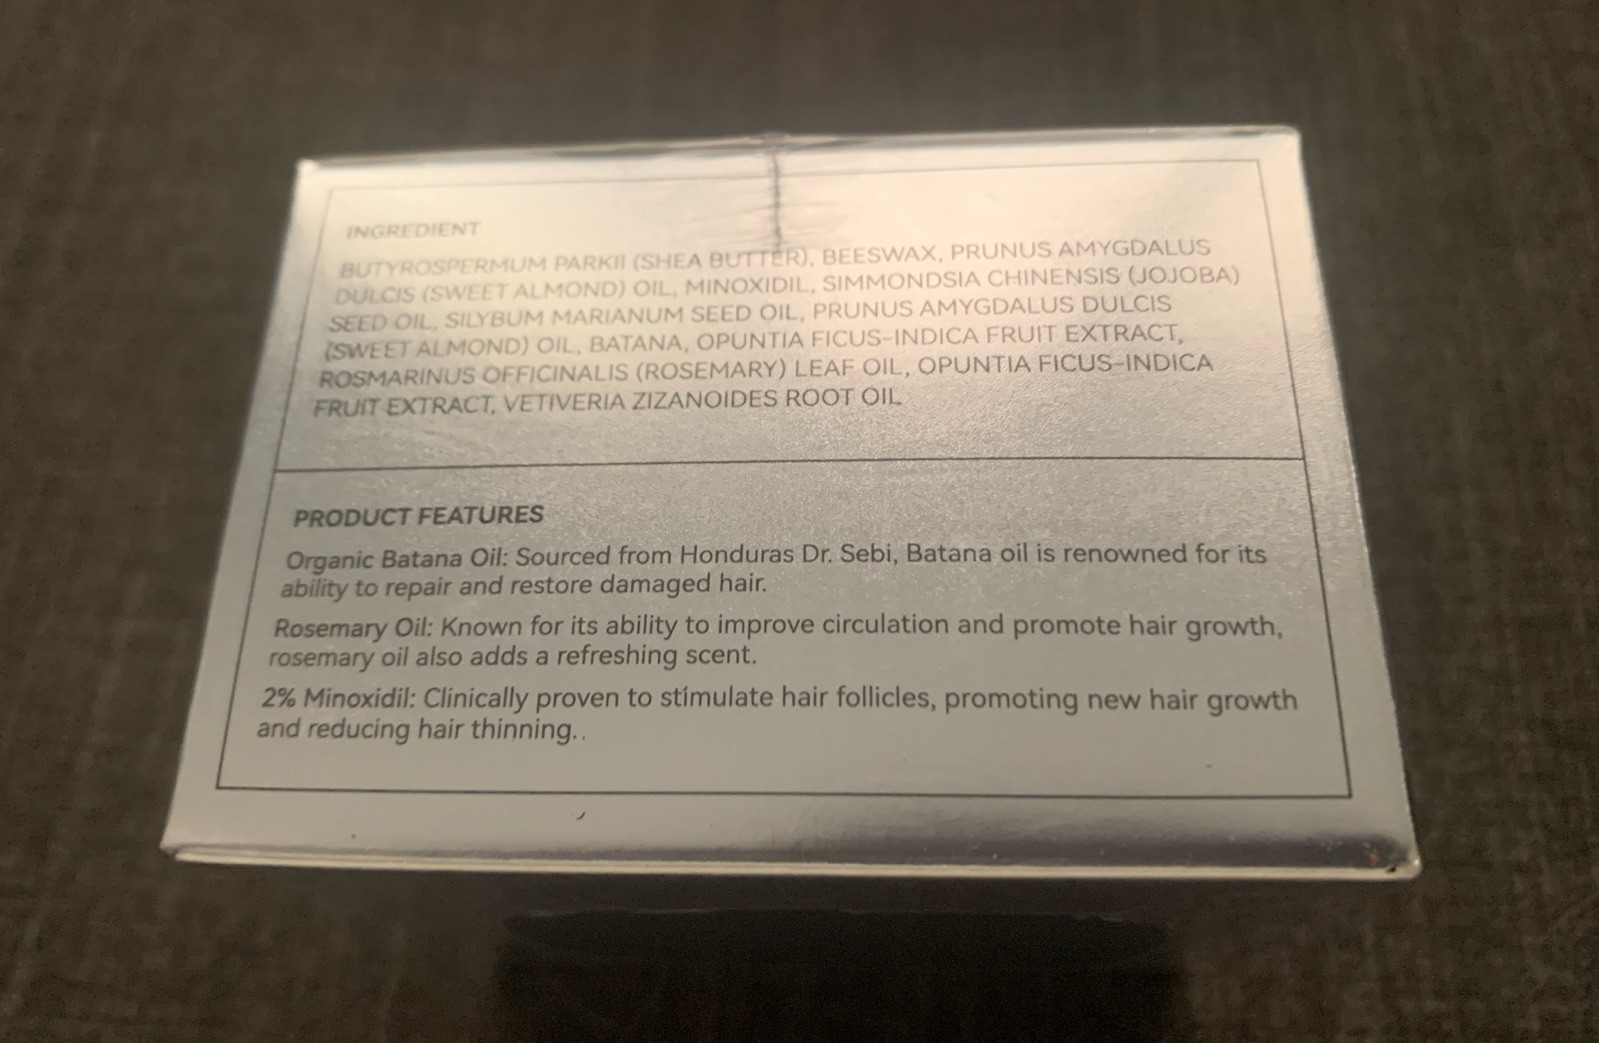 INGREDIENT
BUTYROSPERMUM PARKII (SHEA BUTTER), BEESWAX, PRUNUS AMYGDALUS
DULCIS (SWEET ALMOND) OIL, MINOXIDIL, SIMMONDSIA CHINENSIS (JOJOBA)
SEED OIL, SILYBUM MARIANUM SEED OIL, PRUNUS AMYGDALUS DULCIS
(SWEET ALMOND) OIL, BATANA, OPUNTIA FICUS-INDICA FRUIT EXTRACT,
ROSMARINUS OFFICINALIS (ROSEMARY) LEAF OIL, OPUNTIA FICUS-INDICA
FRUIT EXTRACT, VETIVERIA ZIZANOIDES ROOT OIL
PRODUCT FEATURES
Organic Batana Oil: Sourced from Honduras Dr. Sebi, Batana oil is renowned for its
ability to repair and restore damaged hair.
Rosemary Oil: Known for its ability to improve circulation and promote hair growth,
rosemary oil also adds a refreshing scent.
2% Minoxidil: Clinically proven to stimulate hair follicles, promoting new hair growth
and reducing hair thinning..